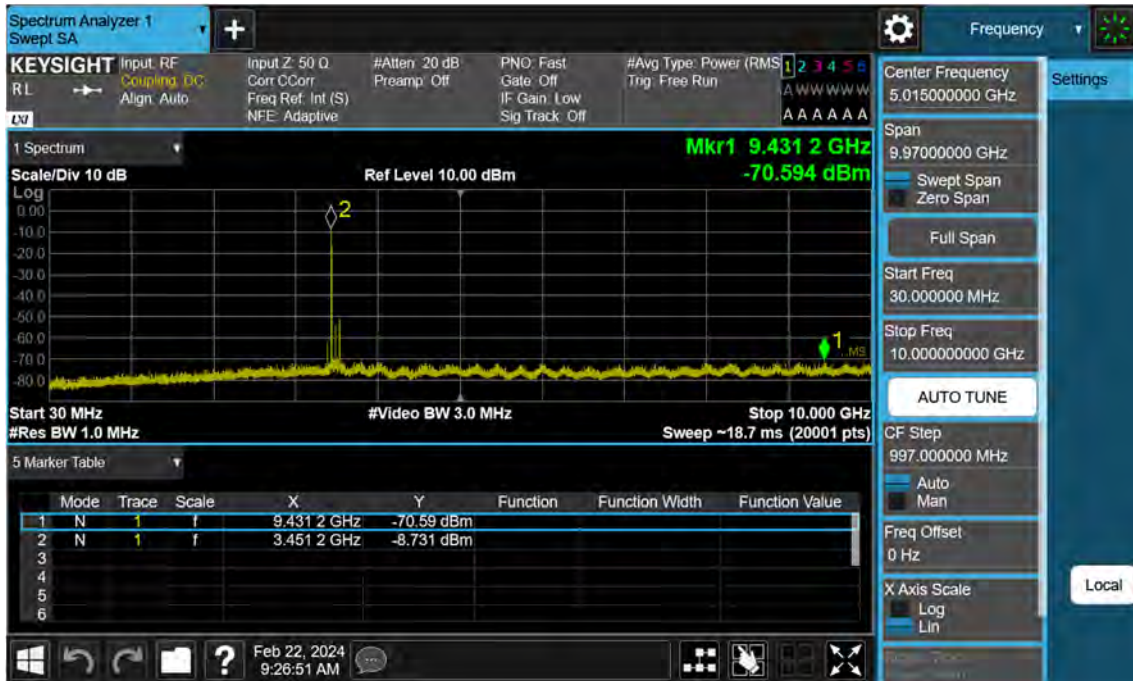 Spectrum Analyzer 1
Swept SA
Frequency
KEYSIGHT
RL
LXI
Input: RF
Coupling: DC
Align: Auto
Input Z: 50 Ω
Corr CCorr
Freq Ref: Int (S)
NFE: Adaptive
#Atten: 20 dB
Preamp: Off
PNO: Fast
Gate: Off
IF Gain: Low
Sig Track: Off
#Avg Type: Power (RMS
Trig: Free Run
1 2 3 4 5 6
A W W W W W
A A A A A A
1 Spectrum
Scale/Div 10 dB
Ref Level 10.00 dBm
Mkr1 9.431 2 GHz
-70.594 dBm
Log
0.00
-10.0
-20.0
-30.0
-40.0
-50.0
-60.0
-70.0
-80.0
2
1
Start 30 MHz
#Video BW 3.0 MHz
Stop 10.000 GHz
#Res BW 1.0 MHz
Sweep ~18.7 ms (20001 pts)
5 Marker Table
Mode Trace Scale X Y Function Function Width Function Value
1 N 1 f 9.431 2 GHz -70.59 dBm
2 N 1 f 3.451 2 GHz -8.731 dBm
3
4
5
6
Feb 22, 2024
9:26:51 AM
Center Frequency
5.015000000 GHz
Span
9.97000000 GHz
Swept Span
Zero Span
Full Span
Start Freq
30.000000 MHz
Stop Freq
10.000000000 GHz
AUTO TUNE
CF Step
997.000000 MHz
Auto
Man
Freq Offset
0 Hz
X Axis Scale
Log
Lin
Settings
Local